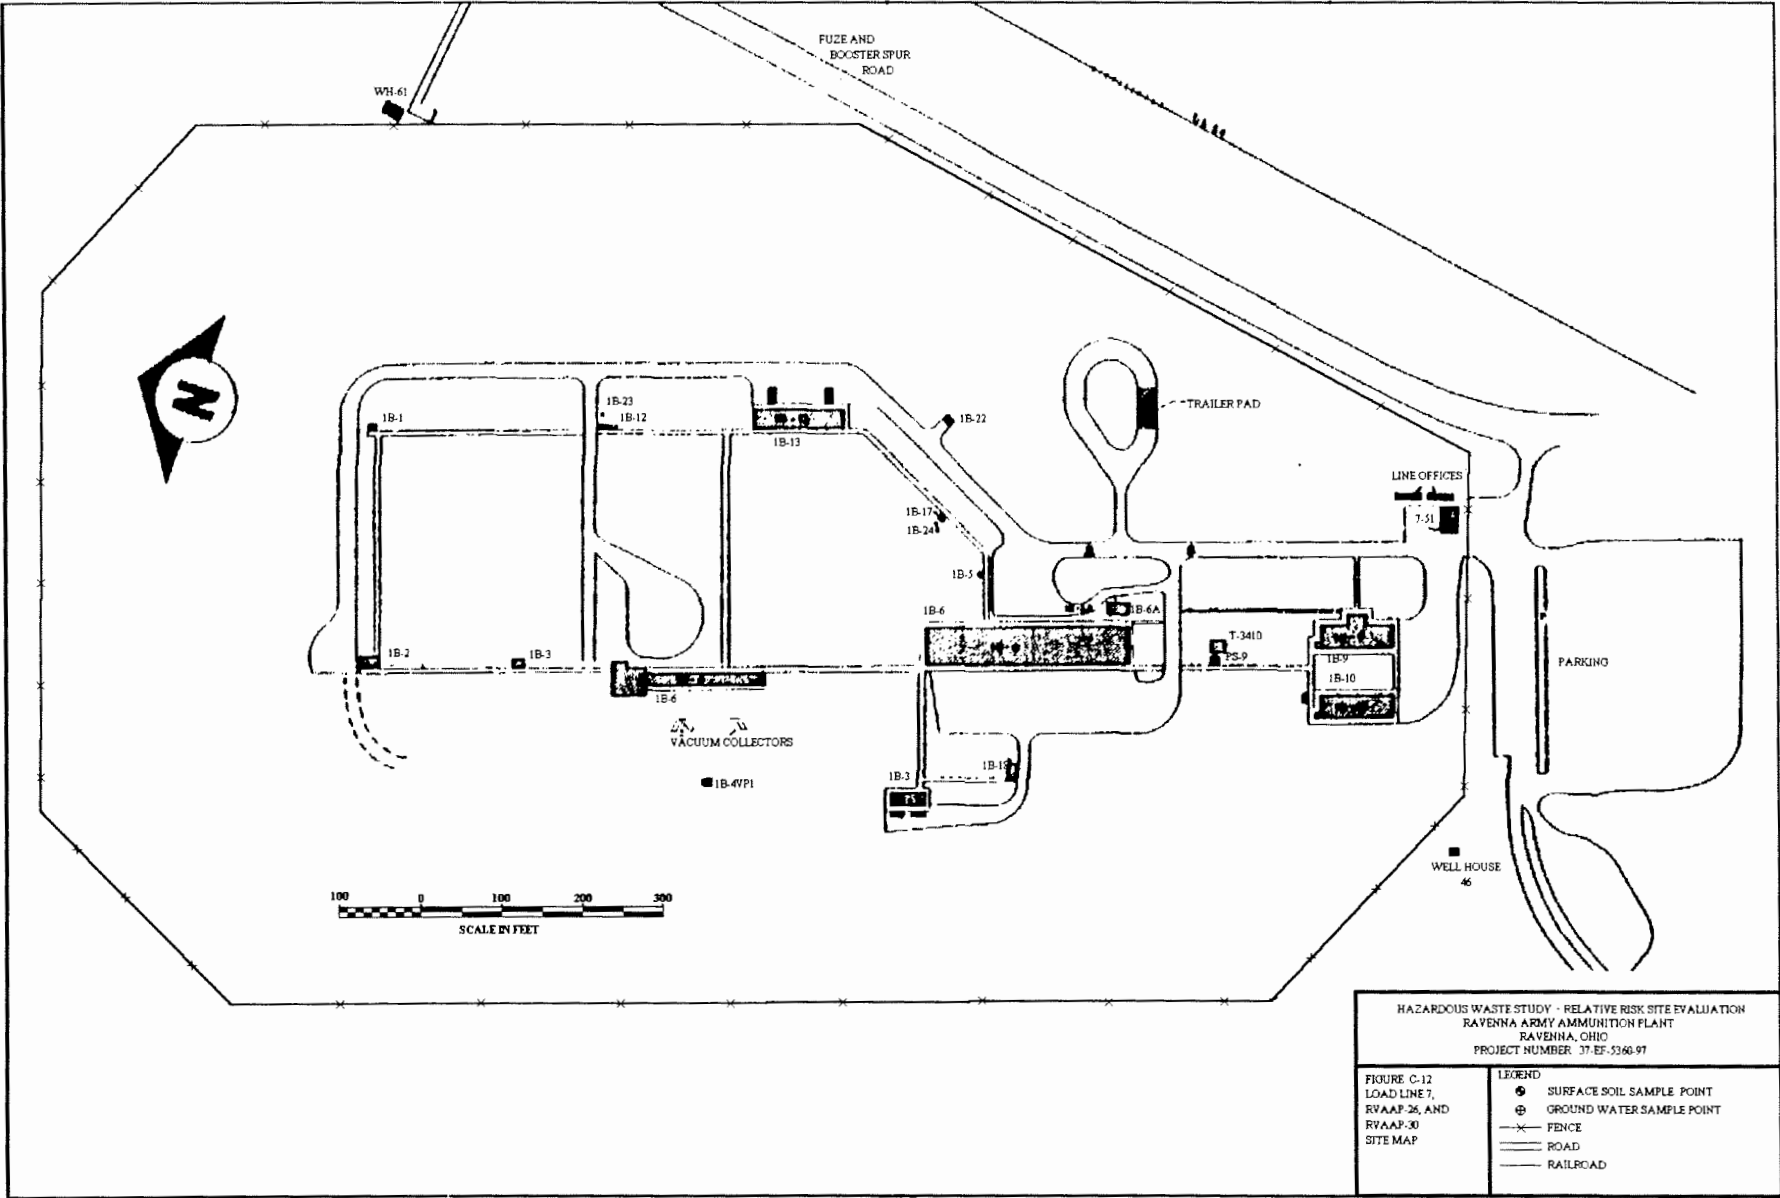 FUZE AND
BOOSTER SPUR
ROAD
WH-61
N
1B-1
1B-23
1B-12
1B-13
1B-22
TRAILER PAD
LINE OFFICES
7-51
1B-17
1B-24
1B-5
1B-6
1B-6A
T-3410
PS-9
1B-9
1B-10
PARKING
1B-2
1B-3
1B-6
VACUUM COLLECTORS
1B-4VP1
1B-3
1B-18
WELL HOUSE
46
100 0 100 200 300
SCALE IN FEET
HAZARDOUS WASTE STUDY - RELATIVE RISK SITE EVALUATION
RAVENNA ARMY AMMUNITION PLANT
RAVENNA, OHIO
PROJECT NUMBER 37-EF-5360-97
FIGURE C-12
LOAD LINE 7,
RVAAP-26, AND
RVAAP-30
SITE MAP
LEGEND
SURFACE SOIL SAMPLE POINT
GROUND WATER SAMPLE POINT
FENCE
ROAD
RAILROAD